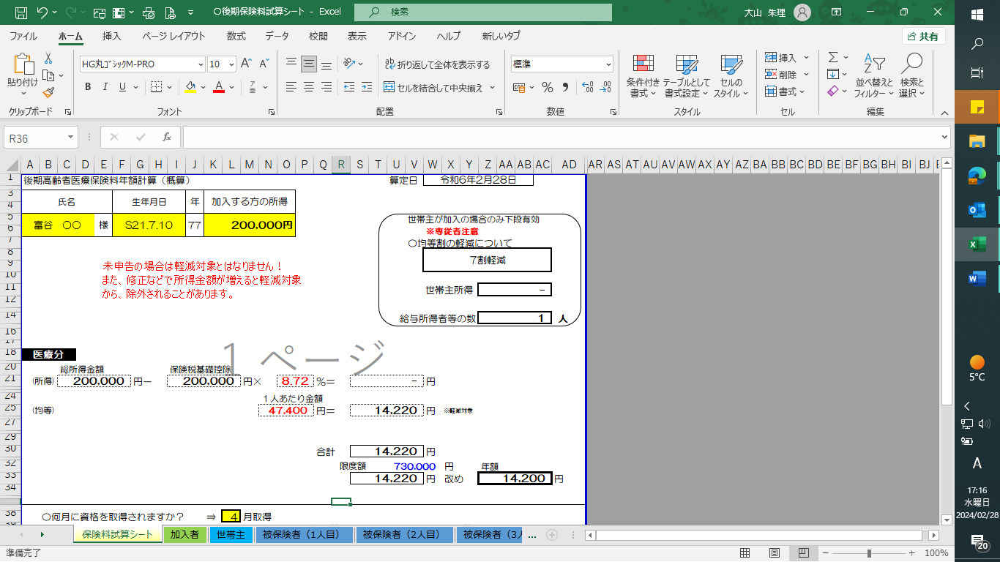 〇後期保険料試算シート - Excel
検索
大山 朱理
ファイル ホーム 挿入 ページ レイアウト 数式 データ 校閲 表示 アドイン ヘルプ 新しいタブ 共有
貼り付け
HG丸ｺﾞｼｯｸM-PRO 10
B I U A
折り返して全体を表示する
セルを結合して中央揃え
標準
条件付き書式
テーブルとして書式設定
セルのスタイル
挿入
削除
書式
並べ替えとフィルター
検索と選択
クリップボード フォント 配置 数値 スタイル セル 編集
R36 fx
A B C D E F G H I J K L M N O P Q R S T U V W X Y Z AA AB AC AD AR AS AT AU AV AW AX AY AZ BA BB BC BD BE BF BG BH BI BJ
後期高齢者医療保険料年額計算（概算） 算定日 令和6年2月28日
氏名 生年月日 年 加入する方の所得
富谷 〇〇 様 S21.7.10 77 200,000円
世帯主が加入の場合のみ下段有効
※専従者注意
〇均等割の軽減について
7割軽減
世帯主所得 -
給与所得者等の数 1 人
未申告の場合は軽減対象とはなりません！
また、修正などで所得金額が増えると軽減対象
から、除外されることがあります。
1 ページ
医療分
総所得金額 保険税基礎控除
(所得) 200,000 円－ 200,000 円× 8.72 %＝ - 円
1人あたり金額
(均等) 47,400 円＝ 14,220 円 ※軽減対象
合計 14,220 円
限度額 730,000 円 年額
14,220 円 改め 14,200 円
〇何月に資格を取得されますか？ ⇒ 4 月取得
保険料試算シート 加入者 世帯主 被保険者（1人目） 被保険者（2人目） 被保険者（3人 ...
準備完了
100%
5°C
A
17:16
水曜日
2024/02/28
20